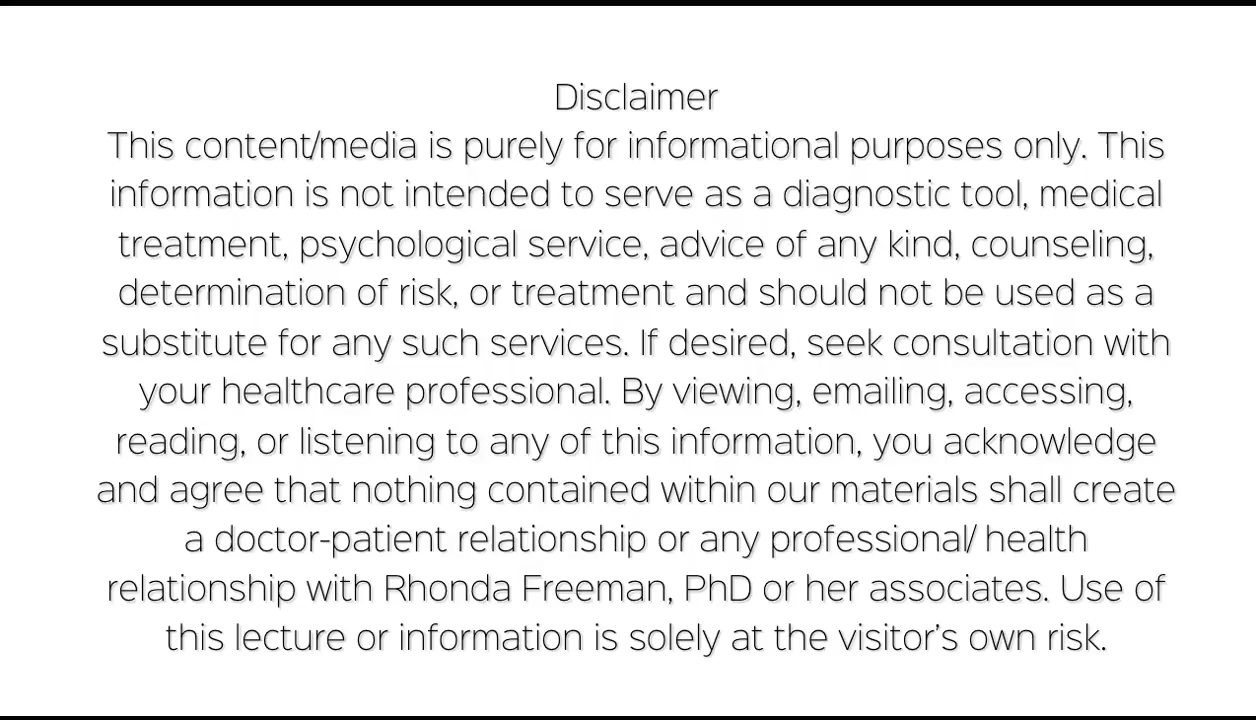 Disclaimer
This content/media is purely for informational purposes only. This
information is not intended to serve as a diagnostic tool, medical
treatment, psychological service, advice of any kind, counseling,
determination of risk, or treatment and should not be used as a
substitute for any such services. If desired, seek consultation with
your healthcare professional. By viewing, emailing, accessing,
reading, or listening to any of this information, you acknowledge
and agree that nothing contained within our materials shall create
a doctor-patient relationship or any professional/ health
relationship with Rhonda Freeman, PhD or her associates. Use of
this lecture or information is solely at the visitor’s own risk.